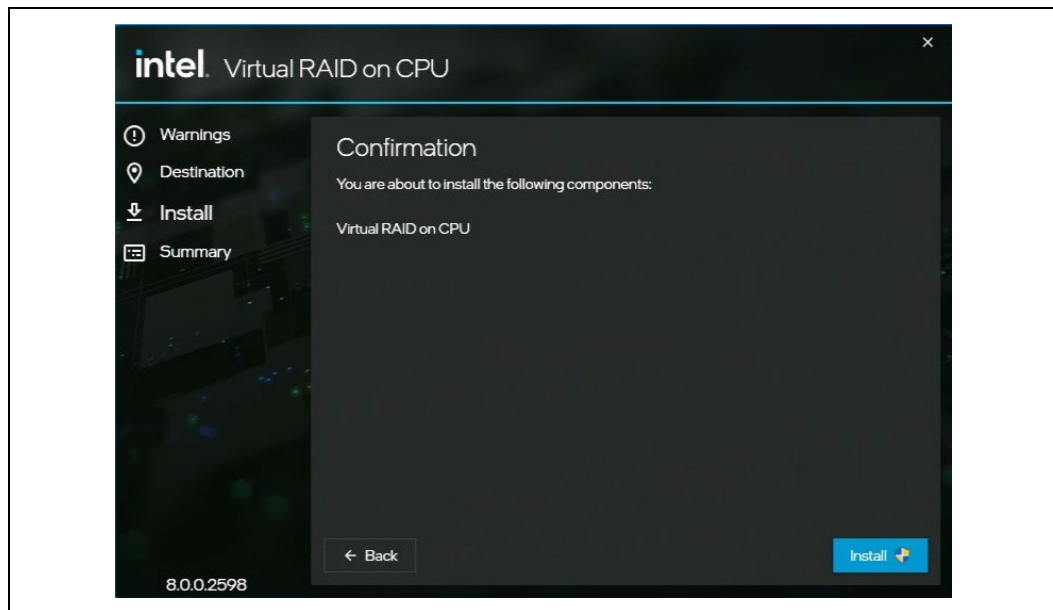 intel. Virtual RAID on CPU
Warnings
Destination
Install
Summary
Confirmation
You are about to install the following components:
Virtual RAID on CPU
← Back
Install
8.0.0.2598